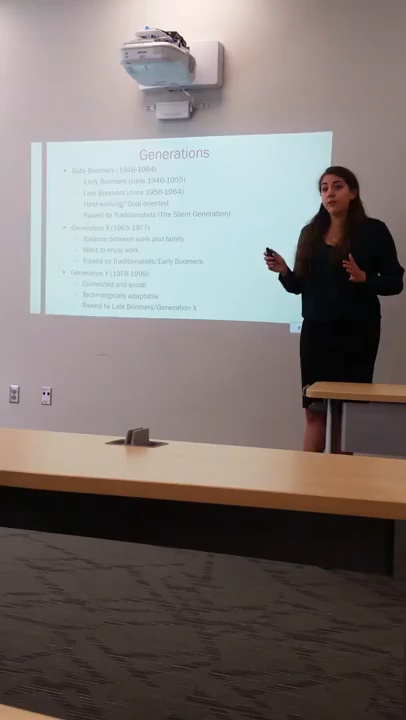 Generations
• Baby Boomers (1946-1964)
– Early Boomers (circa 1946-1955)
– Late Boomers (circa 1956-1964)
– Hard-working/ Goal oriented
– Raised by Traditionalists (The Silent Generation)
• Generation X (1965-1977)
– Balance between work and family
– Want to enjoy work
– Raised by Traditionalists/Early Boomers
• Generation Y (1978-1998)
– Connected and social
– Technologically adaptable
– Raised by Late Boomers/Generation X